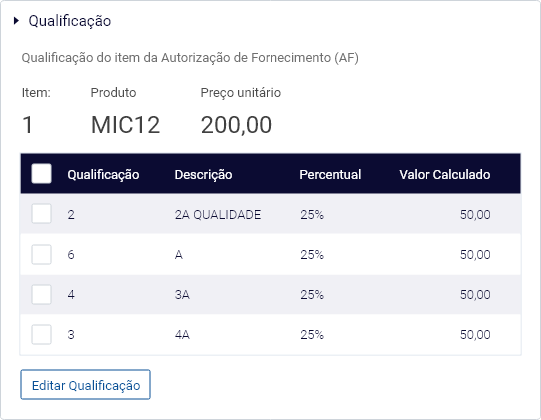 Qualificação
Qualificação do item da Autorização de Fornecimento (AF)
Item: Produto Preço unitário
1 MIC12 200,00
Qualificação Descrição Percentual Valor Calculado
2 2A QUALIDADE 25% 50,00
6 A 25% 50,00
4 3A 25% 50,00
3 4A 25% 50,00
Editar Qualificação